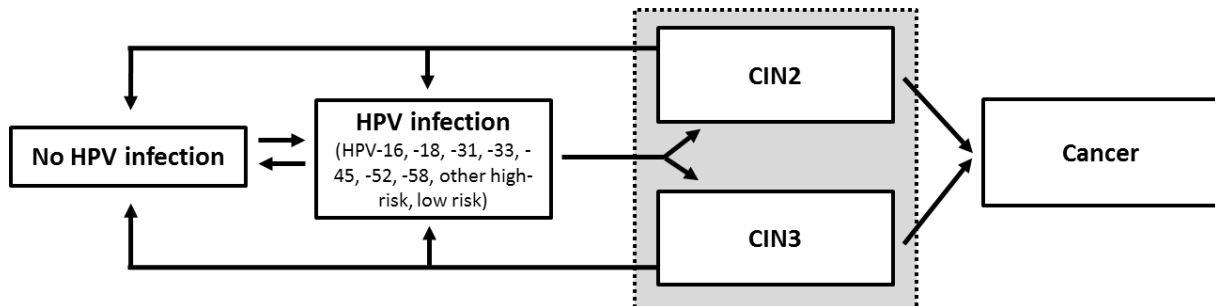 CIN2
HPV infection
(HPV-16, -18, -31, -33, -
45, -52, -58, other high-
risk, low risk)
No HPV infection
Cancer
CIN3